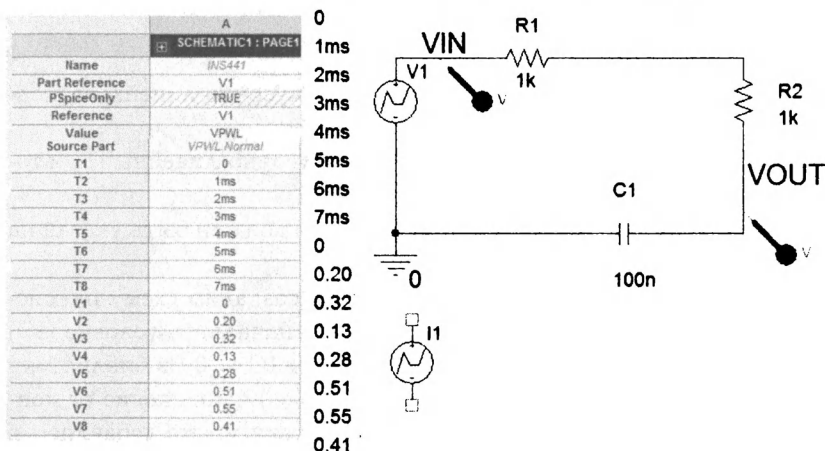 A
SCHEMATIC1 : PAGE1
Name INS441
Part Reference V1
PSpiceOnly TRUE
Reference V1
Value VPWL
Source Part VPWL.Normal
T1 0
T2 1ms
T3 2ms
T4 3ms
T5 4ms
T6 5ms
T7 6ms
T8 7ms
V1 0
V2 0.20
V3 0.32
V4 0.13
V5 0.28
V6 0.51
V7 0.55
V8 0.41
0
1ms
2ms
3ms
4ms
5ms
6ms
7ms
0
0.20
0.32
0.13
0.28
0.51
0.55
0.41
VIN
V1
R1
1k
V
R2
1k
VOUT
V
C1
100n
0
I1